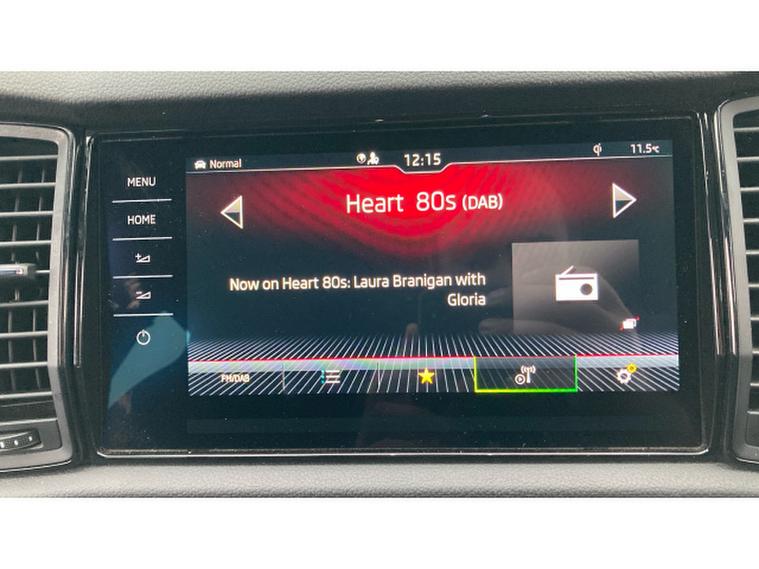 Normal
12:15
11.5°C
MENU
HOME
Heart 80s (DAB)
Now on Heart 80s: Laura Branigan with
Gloria
FM/DAB